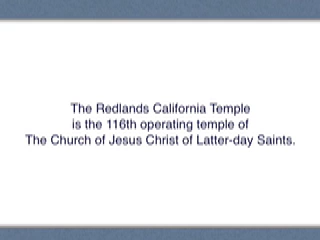 The Redlands California Temple
is the 116th operating temple of
The Church of Jesus Christ of Latter-day Saints.